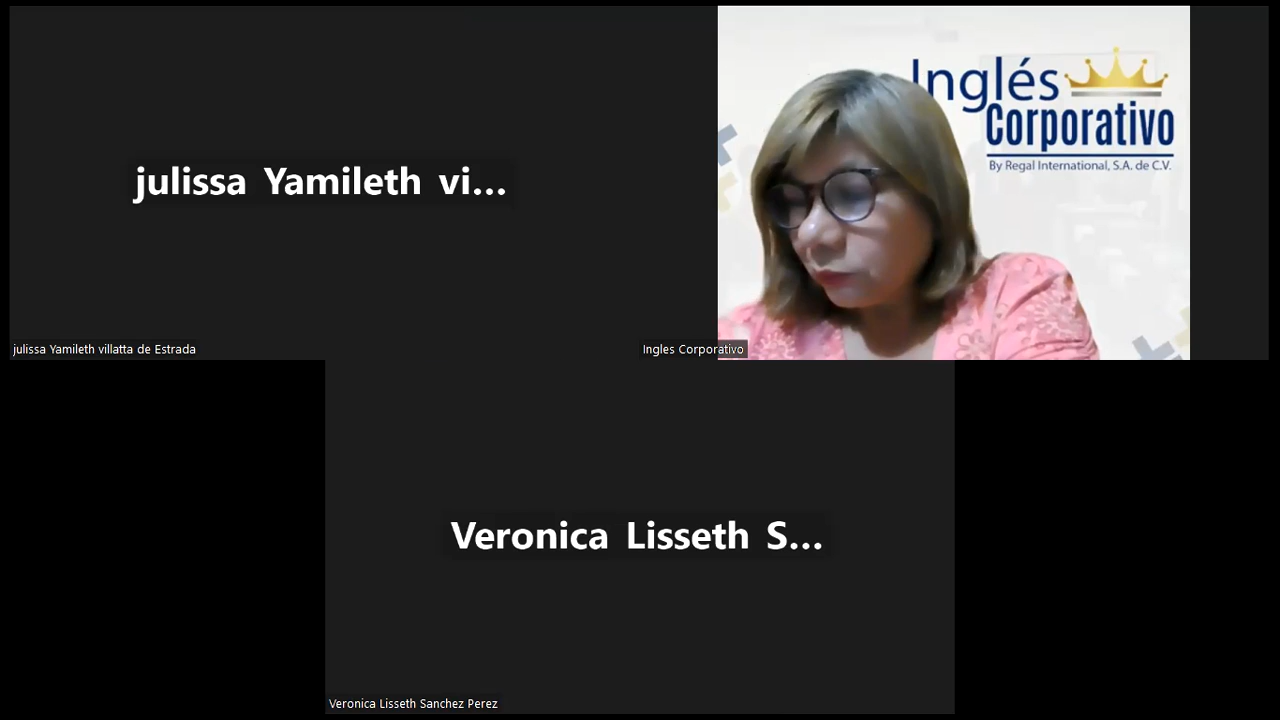 julissa Yamileth vi...
julissa Yamileth villatta de Estrada
Inglés
Corporativo
By Regal International, S.A. de C.V.
Ingles Corporativo
Veronica Lisseth S...
Veronica Lisseth Sanchez Perez